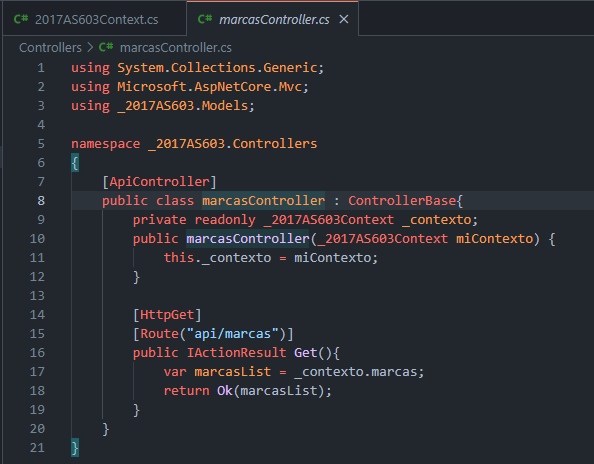 C# 2017AS603Context.cs C# marcasController.cs ×
Controllers > C# marcasController.cs
1 using System.Collections.Generic;
2 using Microsoft.AspNetCore.Mvc;
3 using _2017AS603.Models;
4
5 namespace _2017AS603.Controllers
6 {
7 [ApiController]
8 public class marcasController : ControllerBase{
9 private readonly _2017AS603Context _contexto;
10 public marcasController(_2017AS603Context miContexto) {
11 this._contexto = miContexto;
12 }
13
14 [HttpGet]
15 [Route("api/marcas")]
16 public IActionResult Get(){
17 var marcasList = _contexto.marcas;
18 return Ok(marcasList);
19 }
20 }
21 }